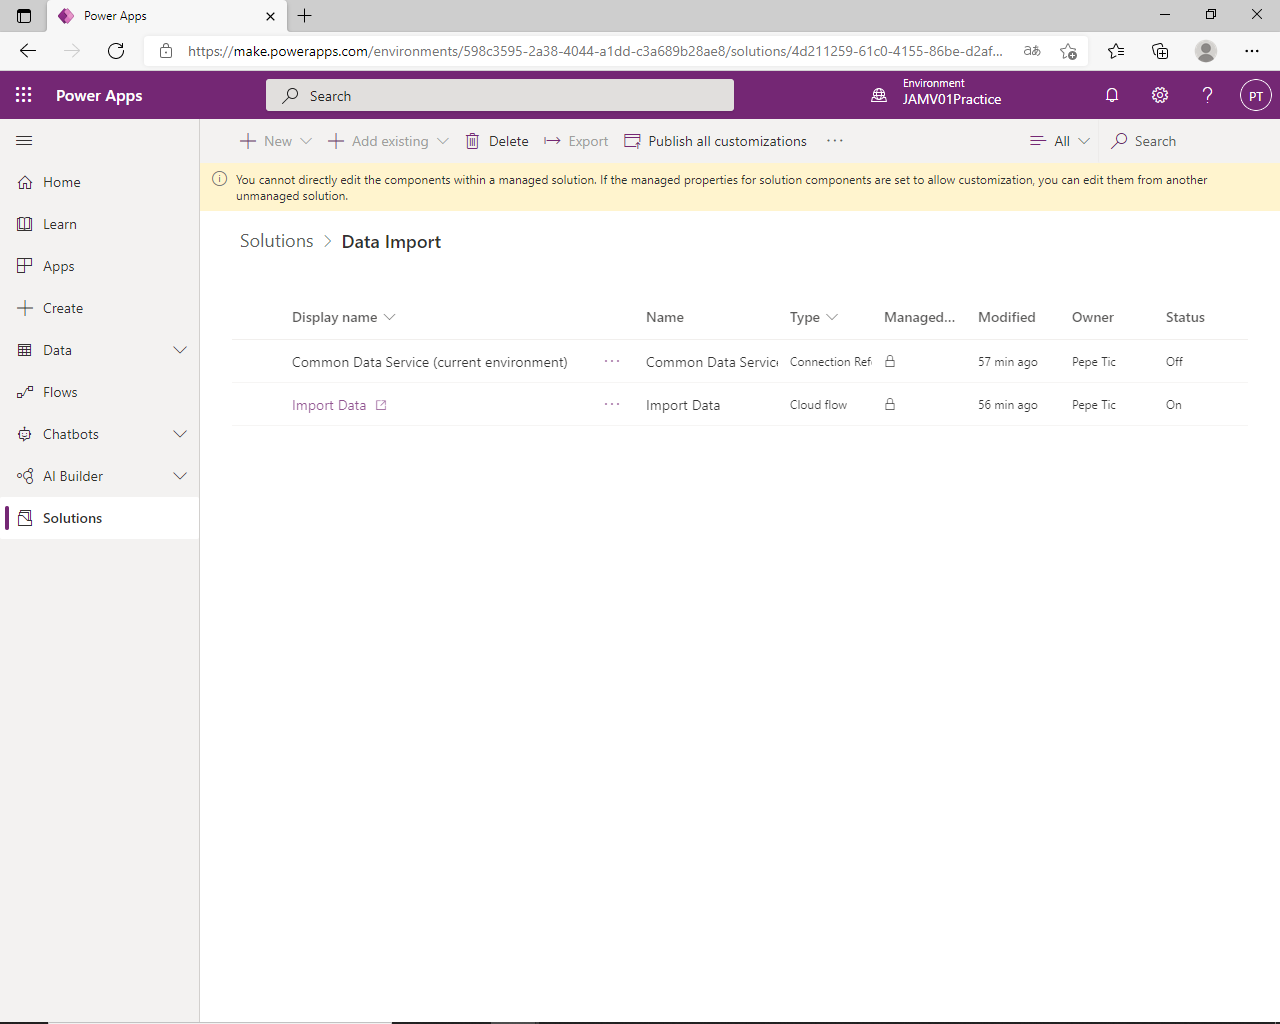 Power Apps
https://make.powerapps.com/environments/598c3595-2a38-4044-a1dd-c3a689b28ae8/solutions/4d211259-61c0-4155-86be-d2af...
aあ
Power Apps
Search
Environment
JAMV01Practice
PT
New
Add existing
Delete
Export
Publish all customizations
All
Search
Home
Learn
Apps
Create
Data
Flows
Chatbots
AI Builder
Solutions
You cannot directly edit the components within a managed solution. If the managed properties for solution components are set to allow customization, you can edit them from another
unmanaged solution.
Solutions > Data Import
Display name Name Type Managed... Modified Owner Status
Common Data Service (current environment) ... Common Data Service Connection Ref 57 min ago Pepe Tic Off
Import Data ... Import Data Cloud flow 56 min ago Pepe Tic On